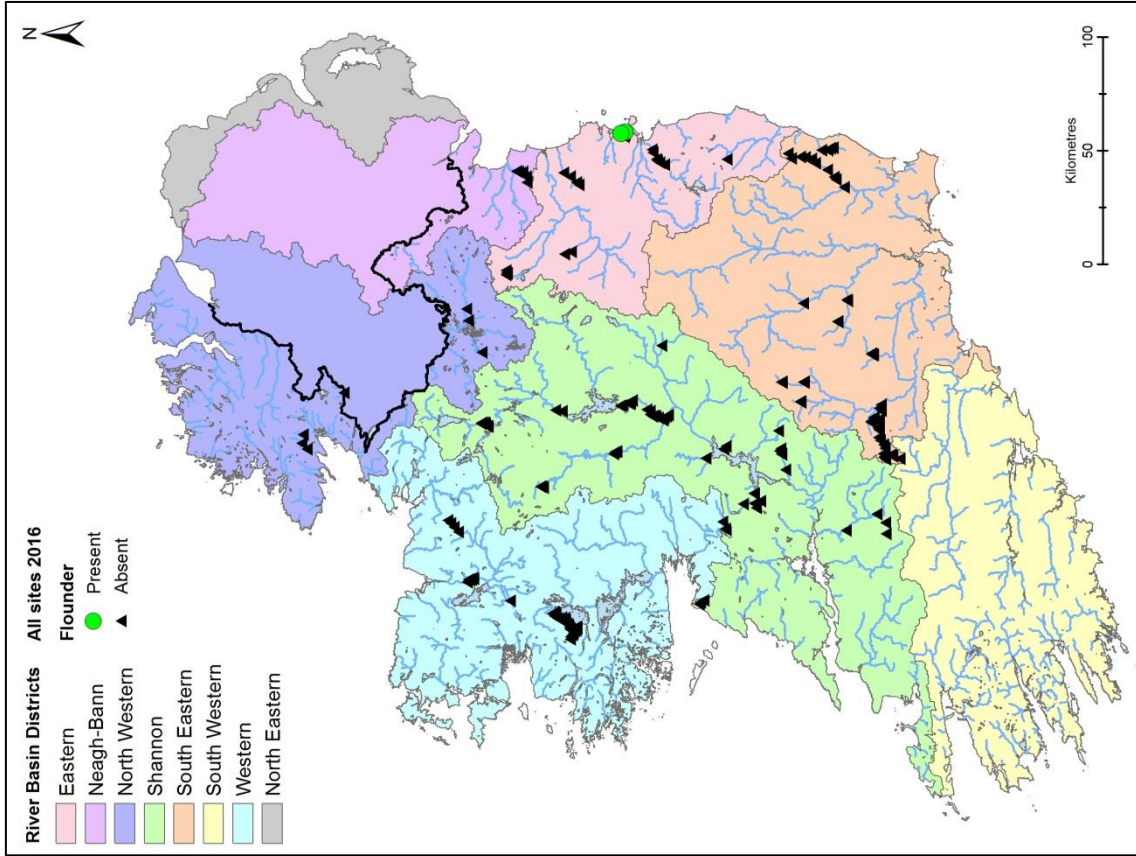 River Basin Districts
Eastern
Neagh-Bann
North Western
Shannon
South Eastern
South Western
Western
North Eastern
All sites 2016
Flounder
Present
Absent
N
0 50 100
Kilometres